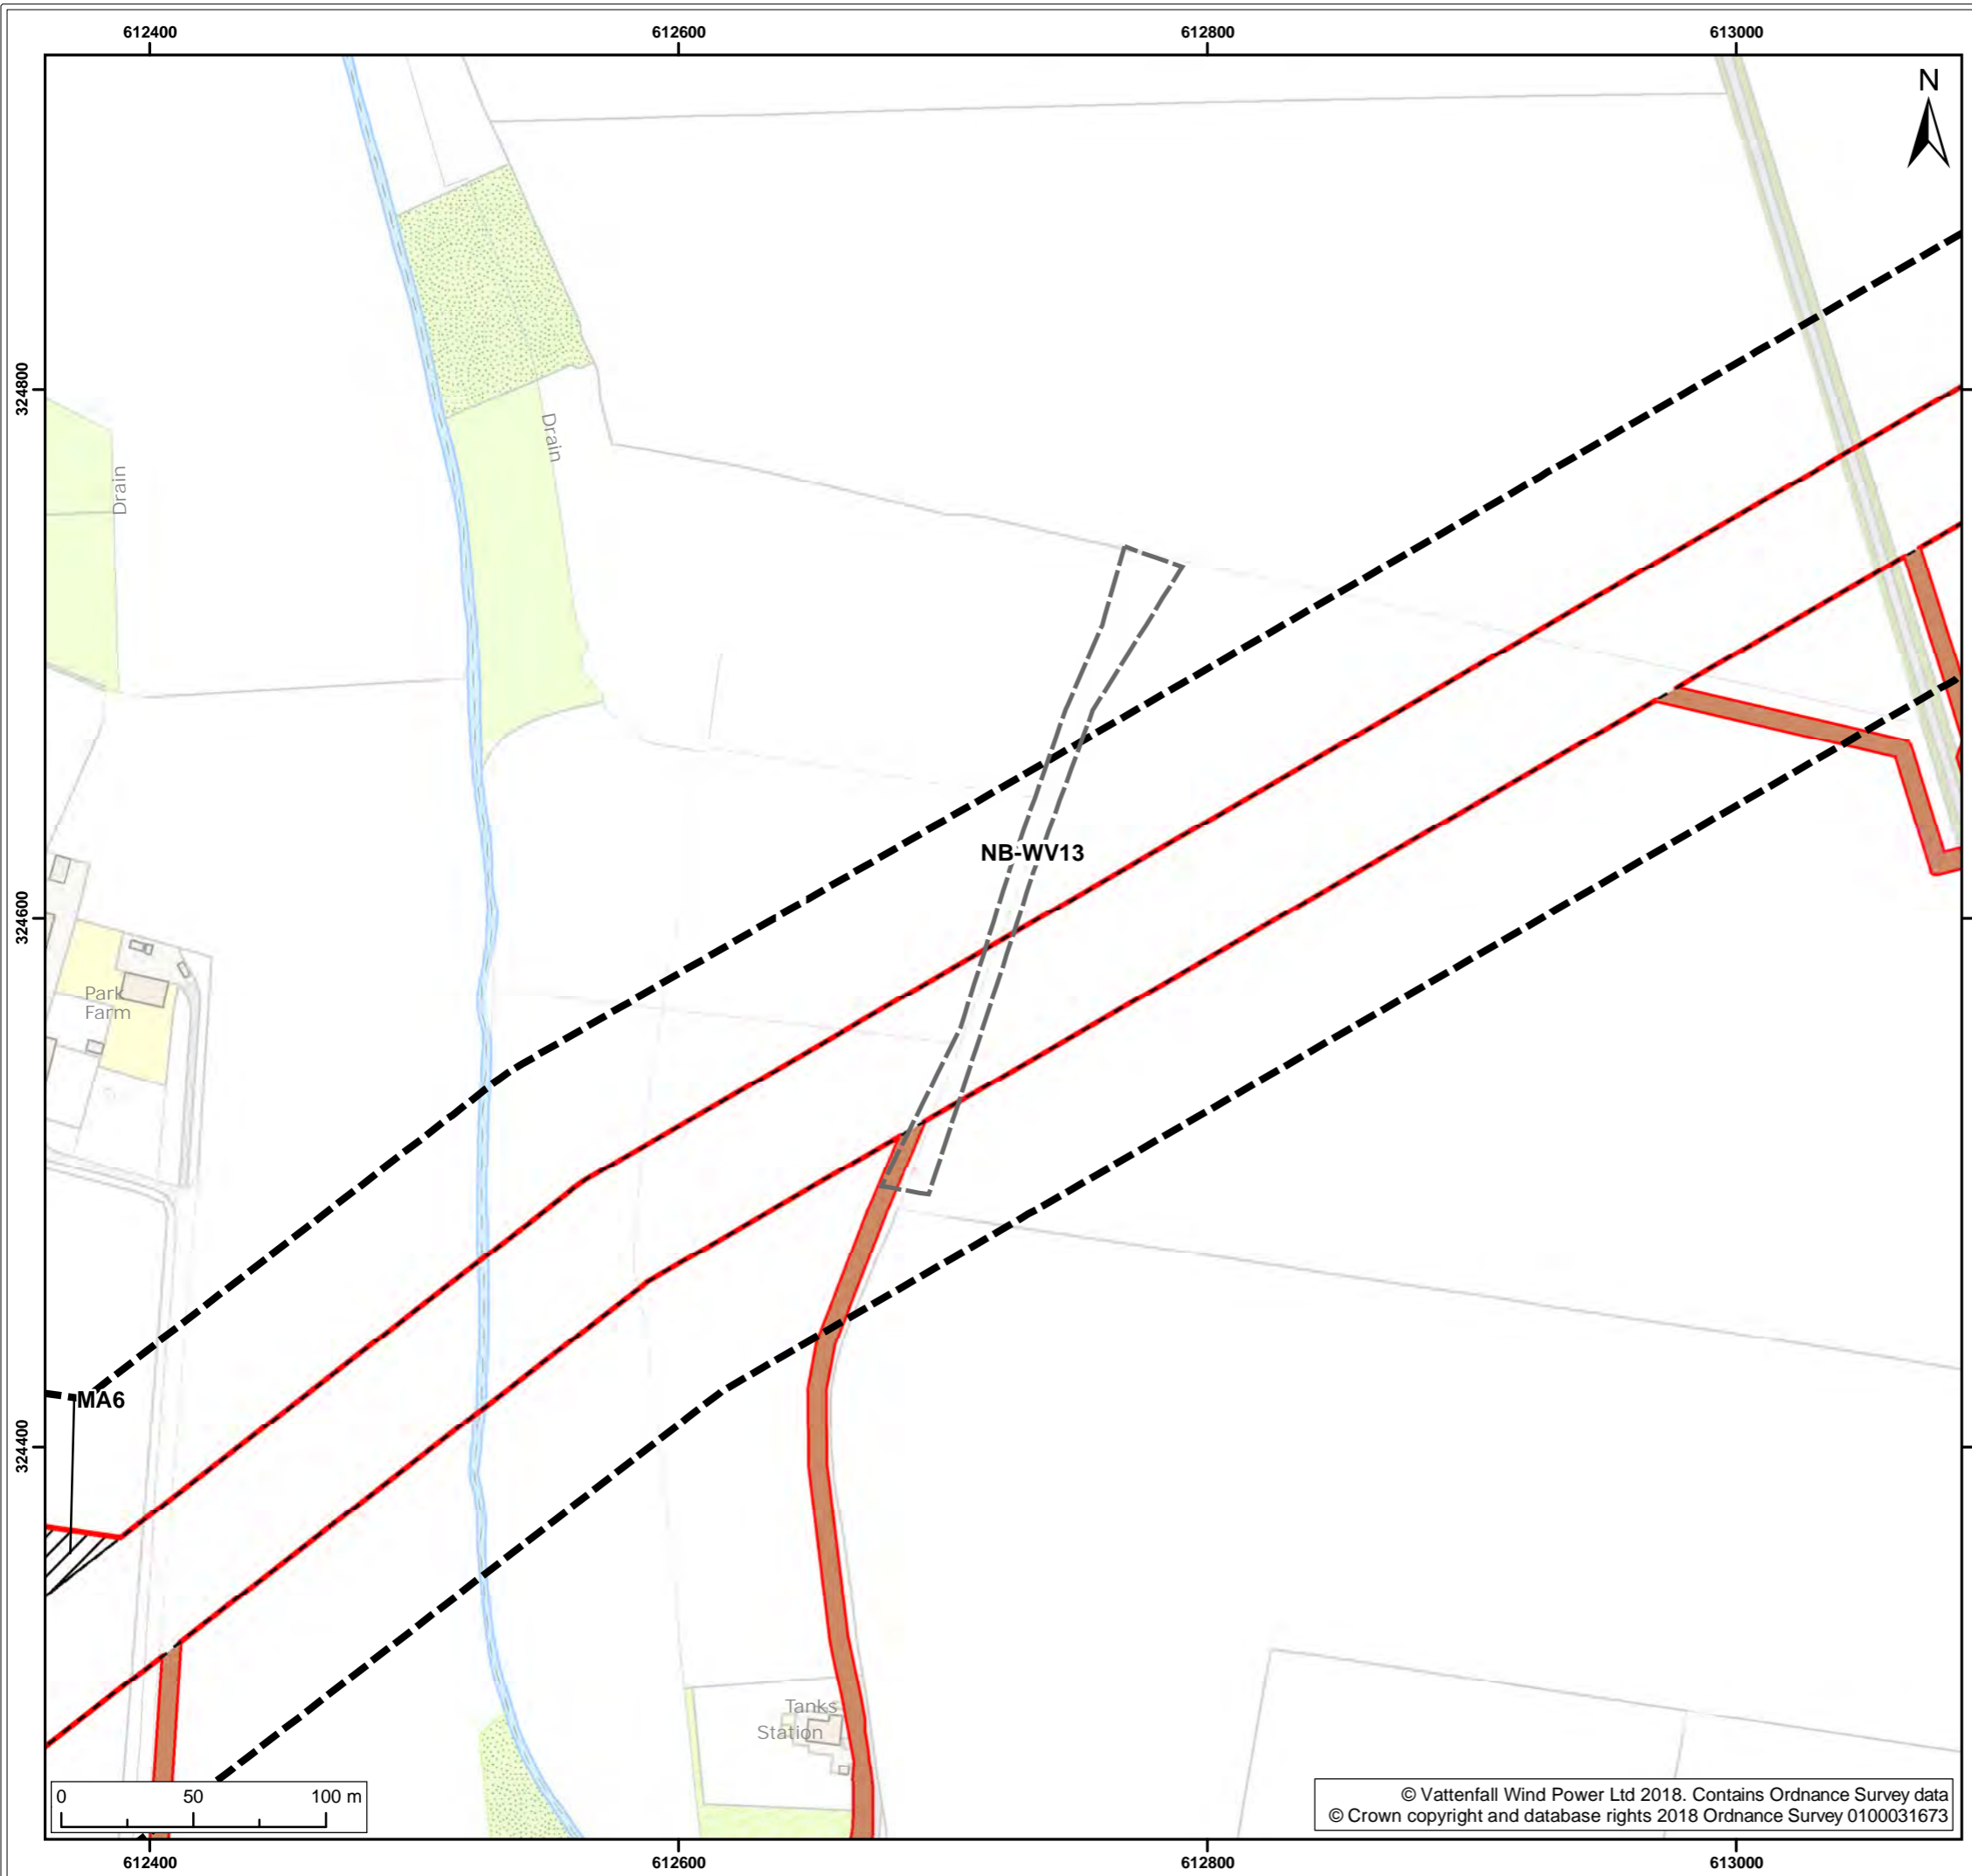 612400
612600
612800
613000
N
324800
Drain
Drain
NB-WV13
324600
Park
Farm
MA6
324400
Tanks
Station
0 50 100 m
© Vattenfall Wind Power Ltd 2018. Contains Ordnance Survey data
© Crown copyright and database rights 2018 Ordnance Survey 0100031673
612400
612600
612800
613000